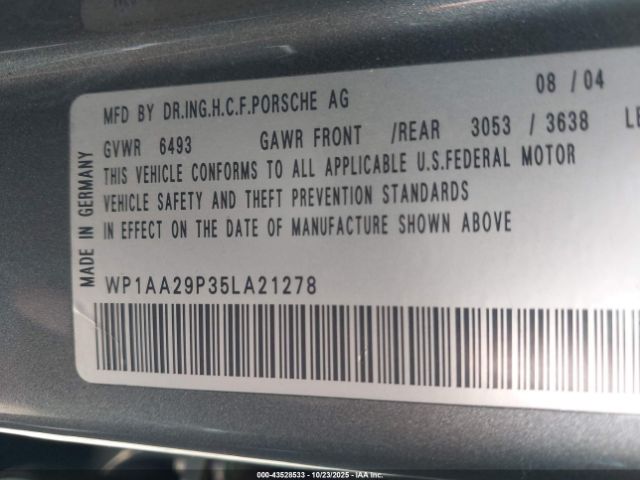 08 / 04
MFD BY DR.ING.H.C.F.PORSCHE AG
GVWR 6493 GAWR FRONT /REAR 3053 / 3638
THIS VEHICLE CONFORMS TO ALL APPLICABLE U.S.FEDERAL MOTOR
VEHICLE SAFETY AND THEFT PREVENTION STANDARDS
IN EFFECT ON THE DATE OF MANUFACTURE SHOWN ABOVE
MADE IN GERMANY
WP1AA29P35LA21278
© 43528533 - 10/23/2025 - IAA Inc.